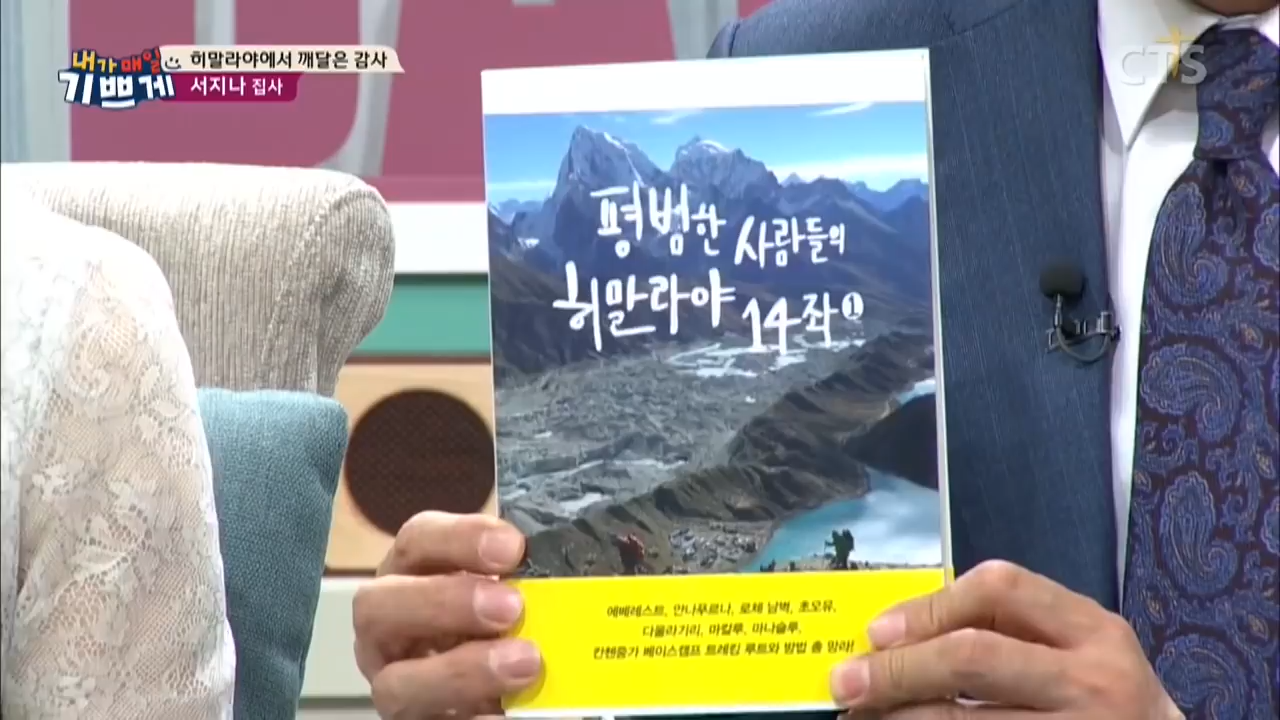 내가 매일
기쁘게
히말라야에서 깨달은 감사
서지나 집사
CTS
평범한 사람들의
히말라야 14좌 1
에베레스트, 안나푸르나, 로체 남벽, 초오유,
다울라기리, 마칼루, 마나슬루,
칸첸중가 베이스캠프 트레킹 루트와 방법 총 망라!